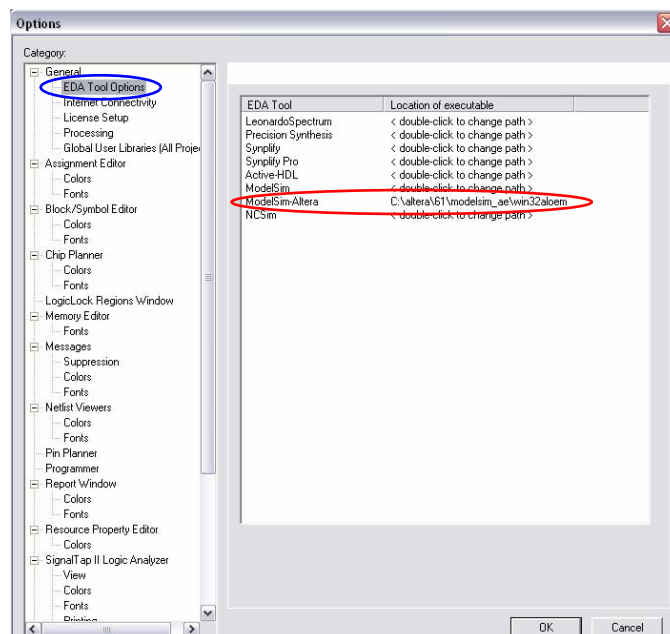 Options
Category:
General
EDA Tool Options
Internet Connectivity
License Setup
Processing
Global User Libraries (All Proje
Assignment Editor
Colors
Fonts
Block/Symbol Editor
Colors
Fonts
Chip Planner
Colors
Fonts
LogicLock Regions Window
Memory Editor
Fonts
Messages
Suppression
Colors
Fonts
Netlist Viewers
Colors
Fonts
Pin Planner
Programmer
Report Window
Colors
Fonts
Resource Property Editor
Colors
SignalTap II Logic Analyzer
View
Colors
Fonts
Printing
EDA Tool Location of executable
LeonardoSpectrum < double-click to change path >
Precision Synthesis < double-click to change path >
Synplify < double-click to change path >
Synplify Pro < double-click to change path >
Active-HDL < double-click to change path >
ModelSim < double-click to change path >
ModelSim-Altera C:\altera\61\modelsim_ae\win32aloem
NCSim < double-click to change path >
OK Cancel